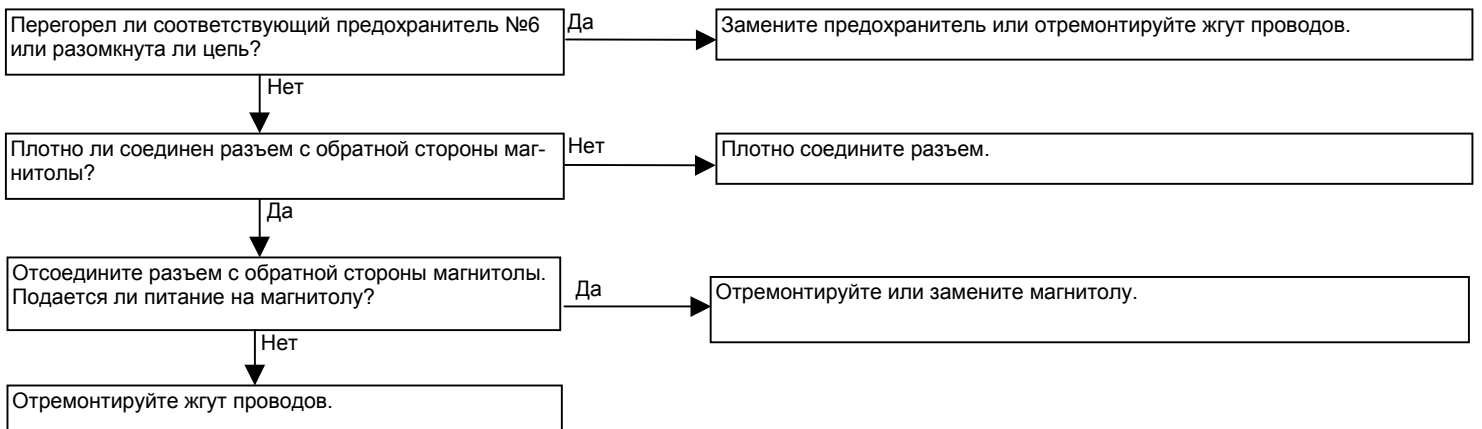 Перегорел ли соответствующий предохранитель №6
или разомкнута ли цепь?
Да
Замените предохранитель или отремонтируйте жгут проводов.
Нет
Плотно ли соединен разъем с обратной стороны маг-
нитолы?
Нет
Плотно соедините разъем.
Да
Отсоедините разъем с обратной стороны магнитолы.
Подается ли питание на магнитолу?
Да
Отремонтируйте или замените магнитолу.
Нет
Отремонтируйте жгут проводов.